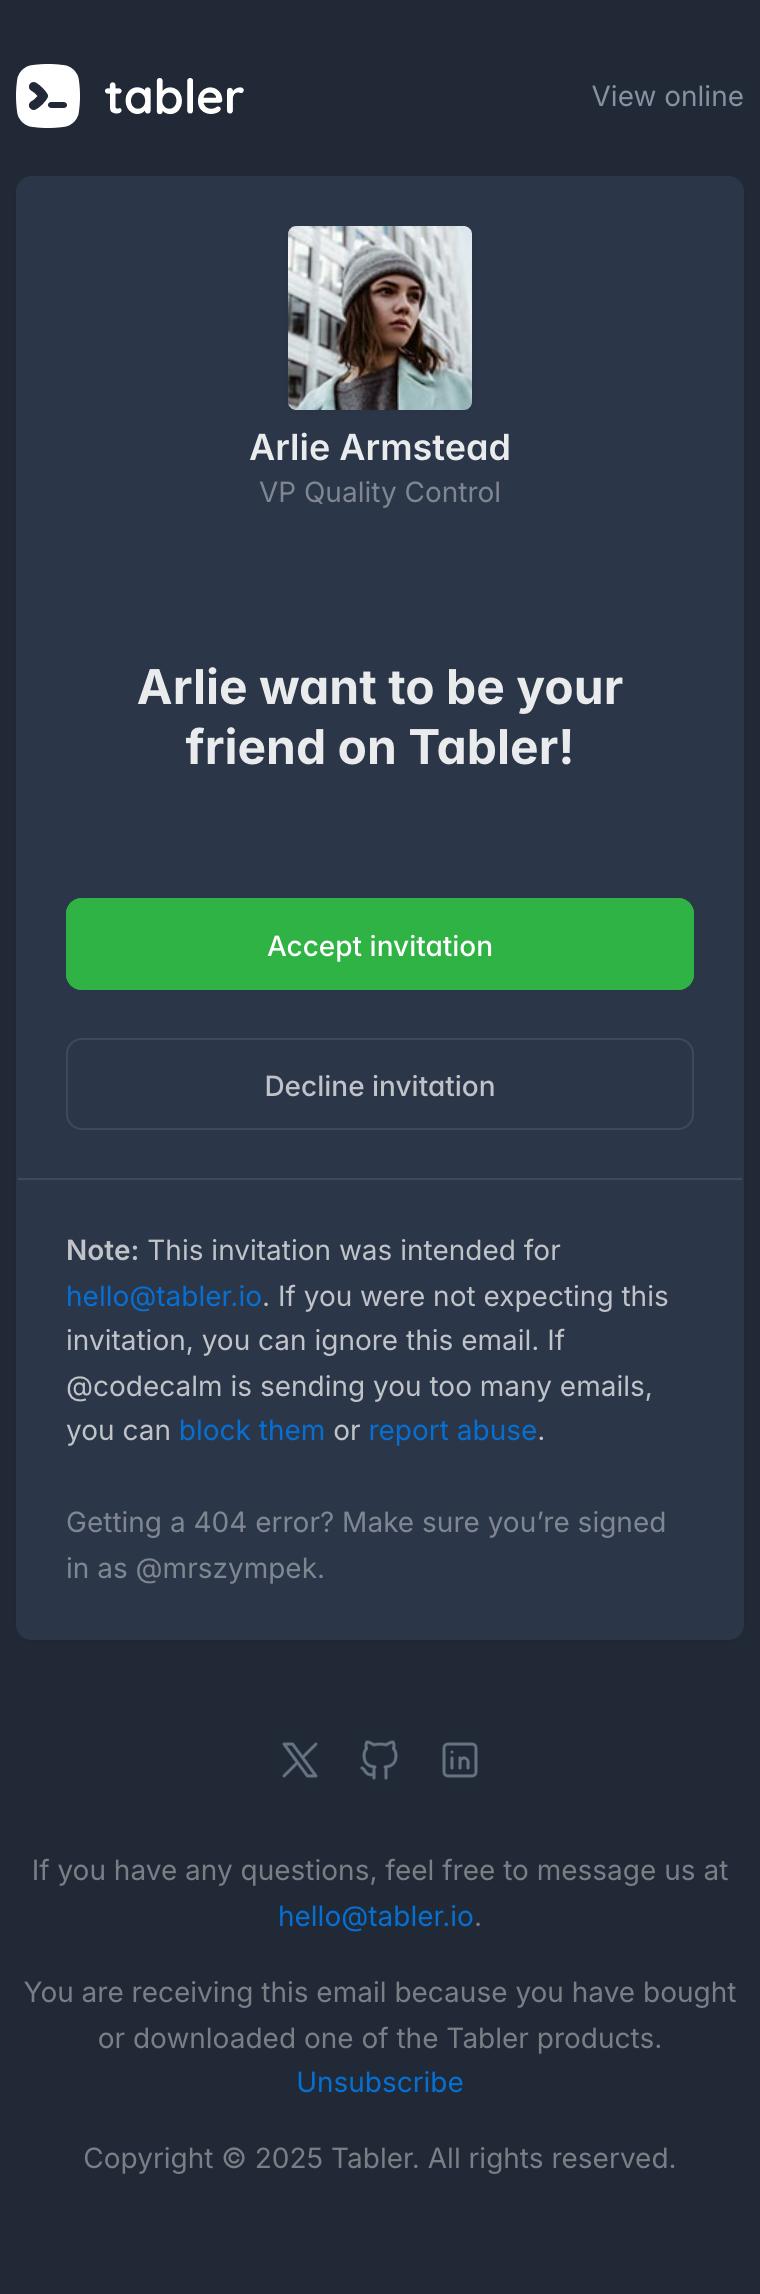 tabler
View online
Arlie Armstead
VP Quality Control
Arlie want to be your
friend on Tabler!
Accept invitation
Decline invitation
Note: This invitation was intended for
hello@tabler.io. If you were not expecting this
invitation, you can ignore this email. If
@codecalm is sending you too many emails,
you can block them or report abuse.
Getting a 404 error? Make sure you’re signed
in as @mrszympek.
If you have any questions, feel free to message us at
hello@tabler.io.
You are receiving this email because you have bought
or downloaded one of the Tabler products.
Unsubscribe
Copyright © 2025 Tabler. All rights reserved.